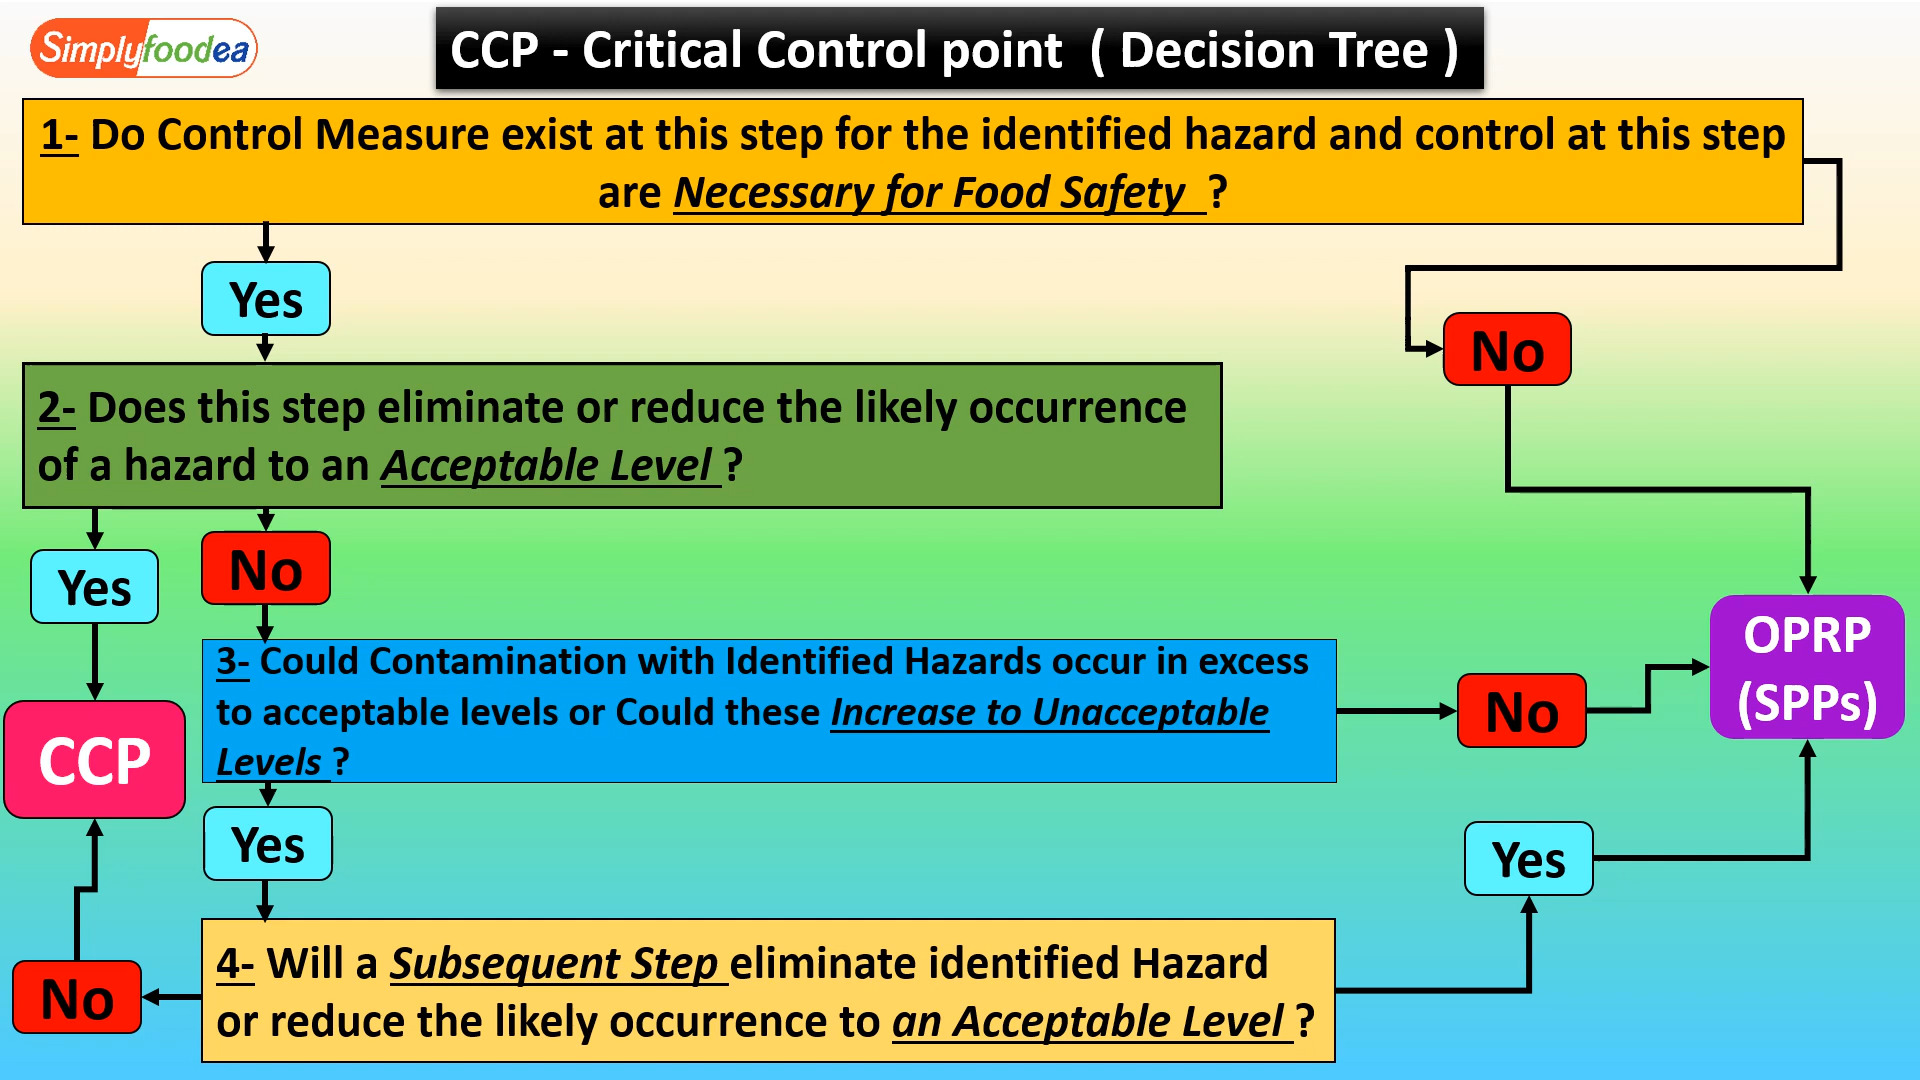 Simplyfoodea
CCP - Critical Control point ( Decision Tree )
1- Do Control Measure exist at this step for the identified hazard and control at this step
are Necessary for Food Safety ?
Yes
No
2- Does this step eliminate or reduce the likely occurrence
of a hazard to an Acceptable Level ?
Yes
No
3- Could Contamination with Identified Hazards occur in excess
to acceptable levels or Could these Increase to Unacceptable
Levels ?
No
OPRP
(SPPs)
CCP
Yes
Yes
4- Will a Subsequent Step eliminate identified Hazard
or reduce the likely occurrence to an Acceptable Level ?
No